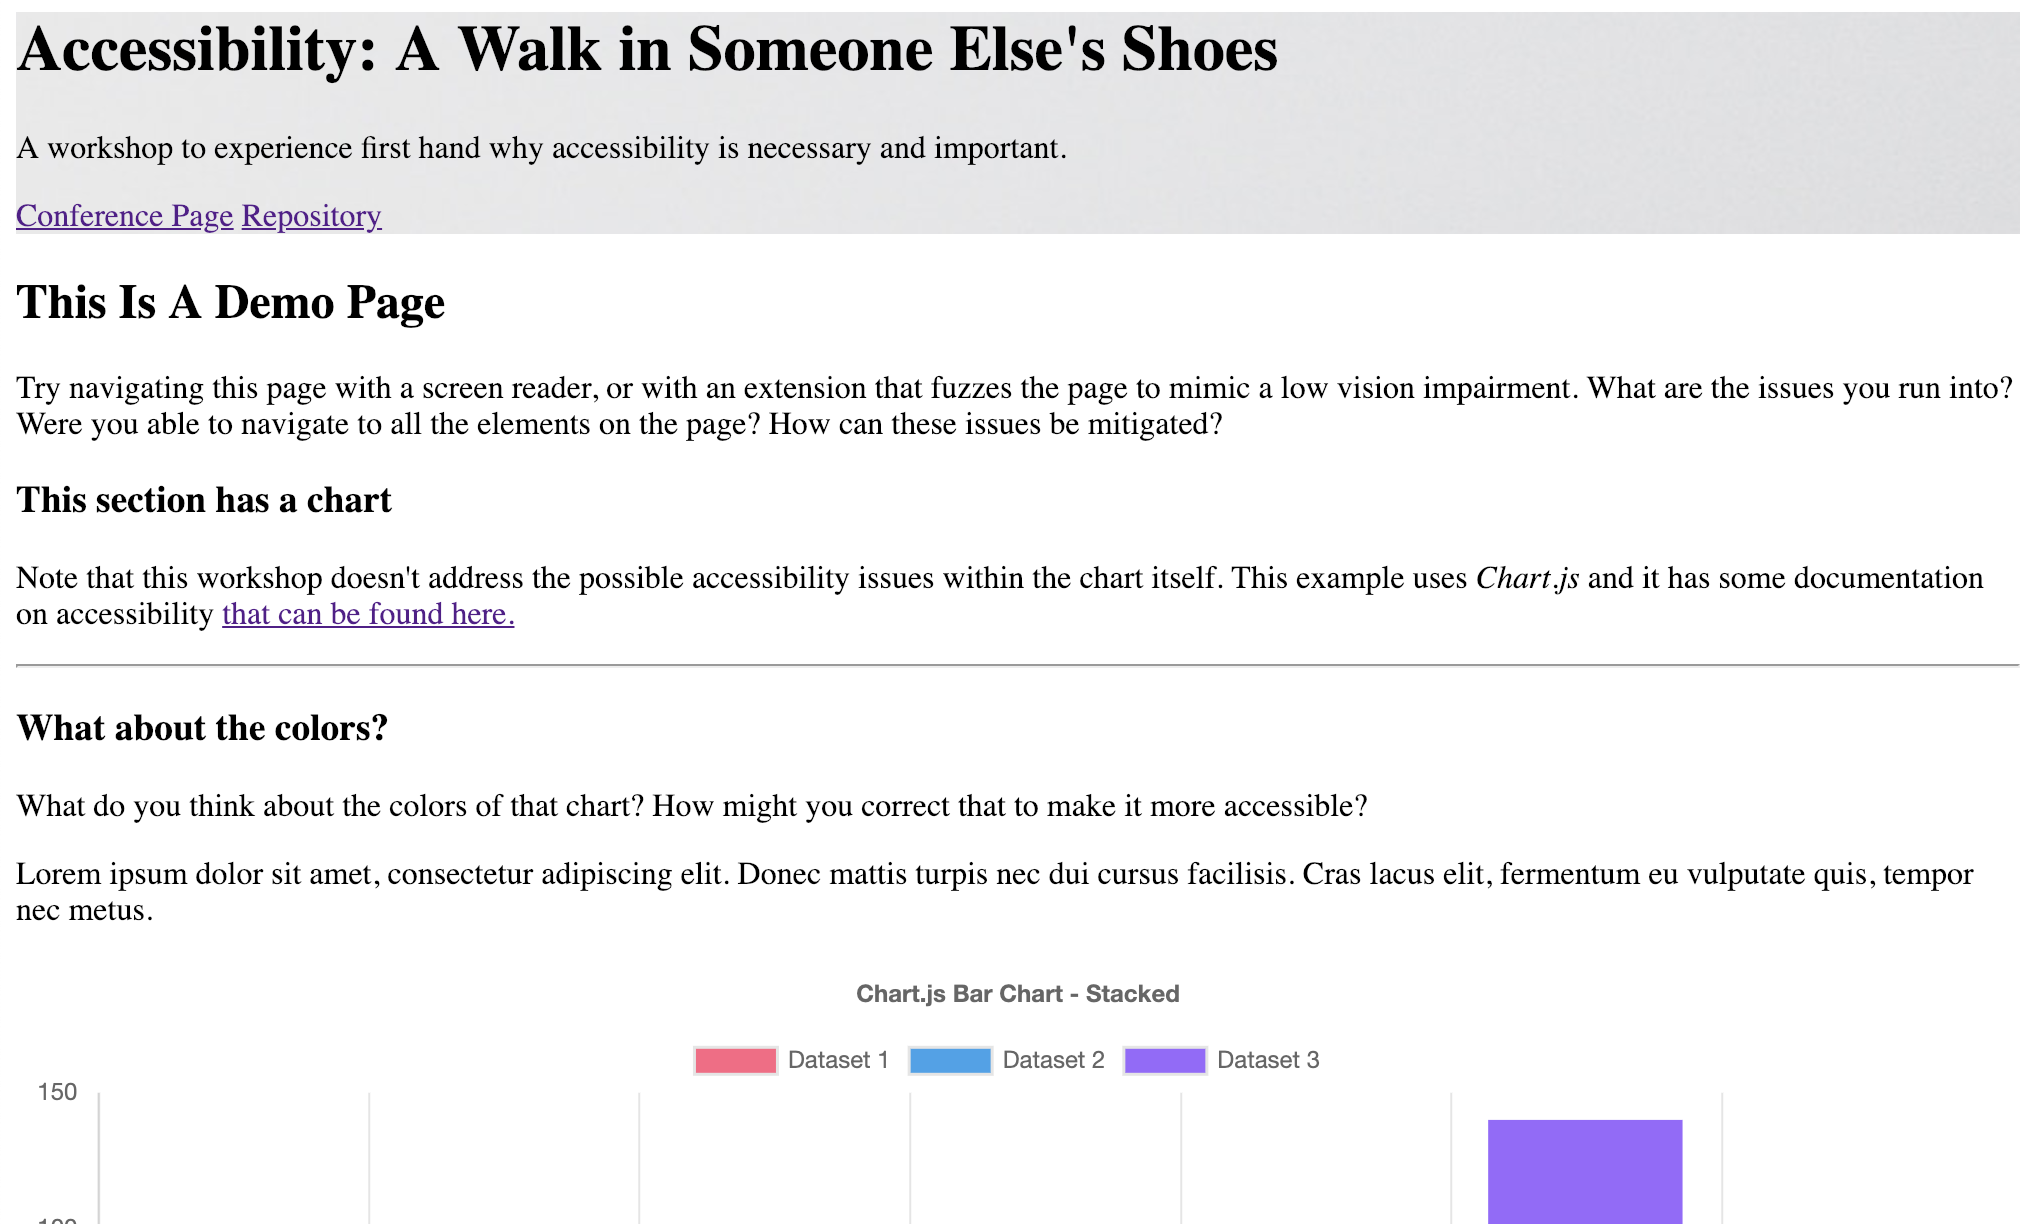 Accessibility: A Walk in Someone Else's Shoes
A workshop to experience first hand why accessibility is necessary and important.
Conference Page Repository
This Is A Demo Page
Try navigating this page with a screen reader, or with an extension that fuzzes the page to mimic a low vision impairment. What are the issues you run into?
Were you able to navigate to all the elements on the page? How can these issues be mitigated?
This section has a chart
Note that this workshop doesn't address the possible accessibility issues within the chart itself. This example uses Chart.js and it has some documentation
on accessibility that can be found here.
What about the colors?
What do you think about the colors of that chart? How might you correct that to make it more accessible?
Lorem ipsum dolor sit amet, consectetur adipiscing elit. Donec mattis turpis nec dui cursus facilisis. Cras lacus elit, fermentum eu vulputate quis, tempor
nec metus.
Chart.js Bar Chart - Stacked
Dataset 1 Dataset 2 Dataset 3
150